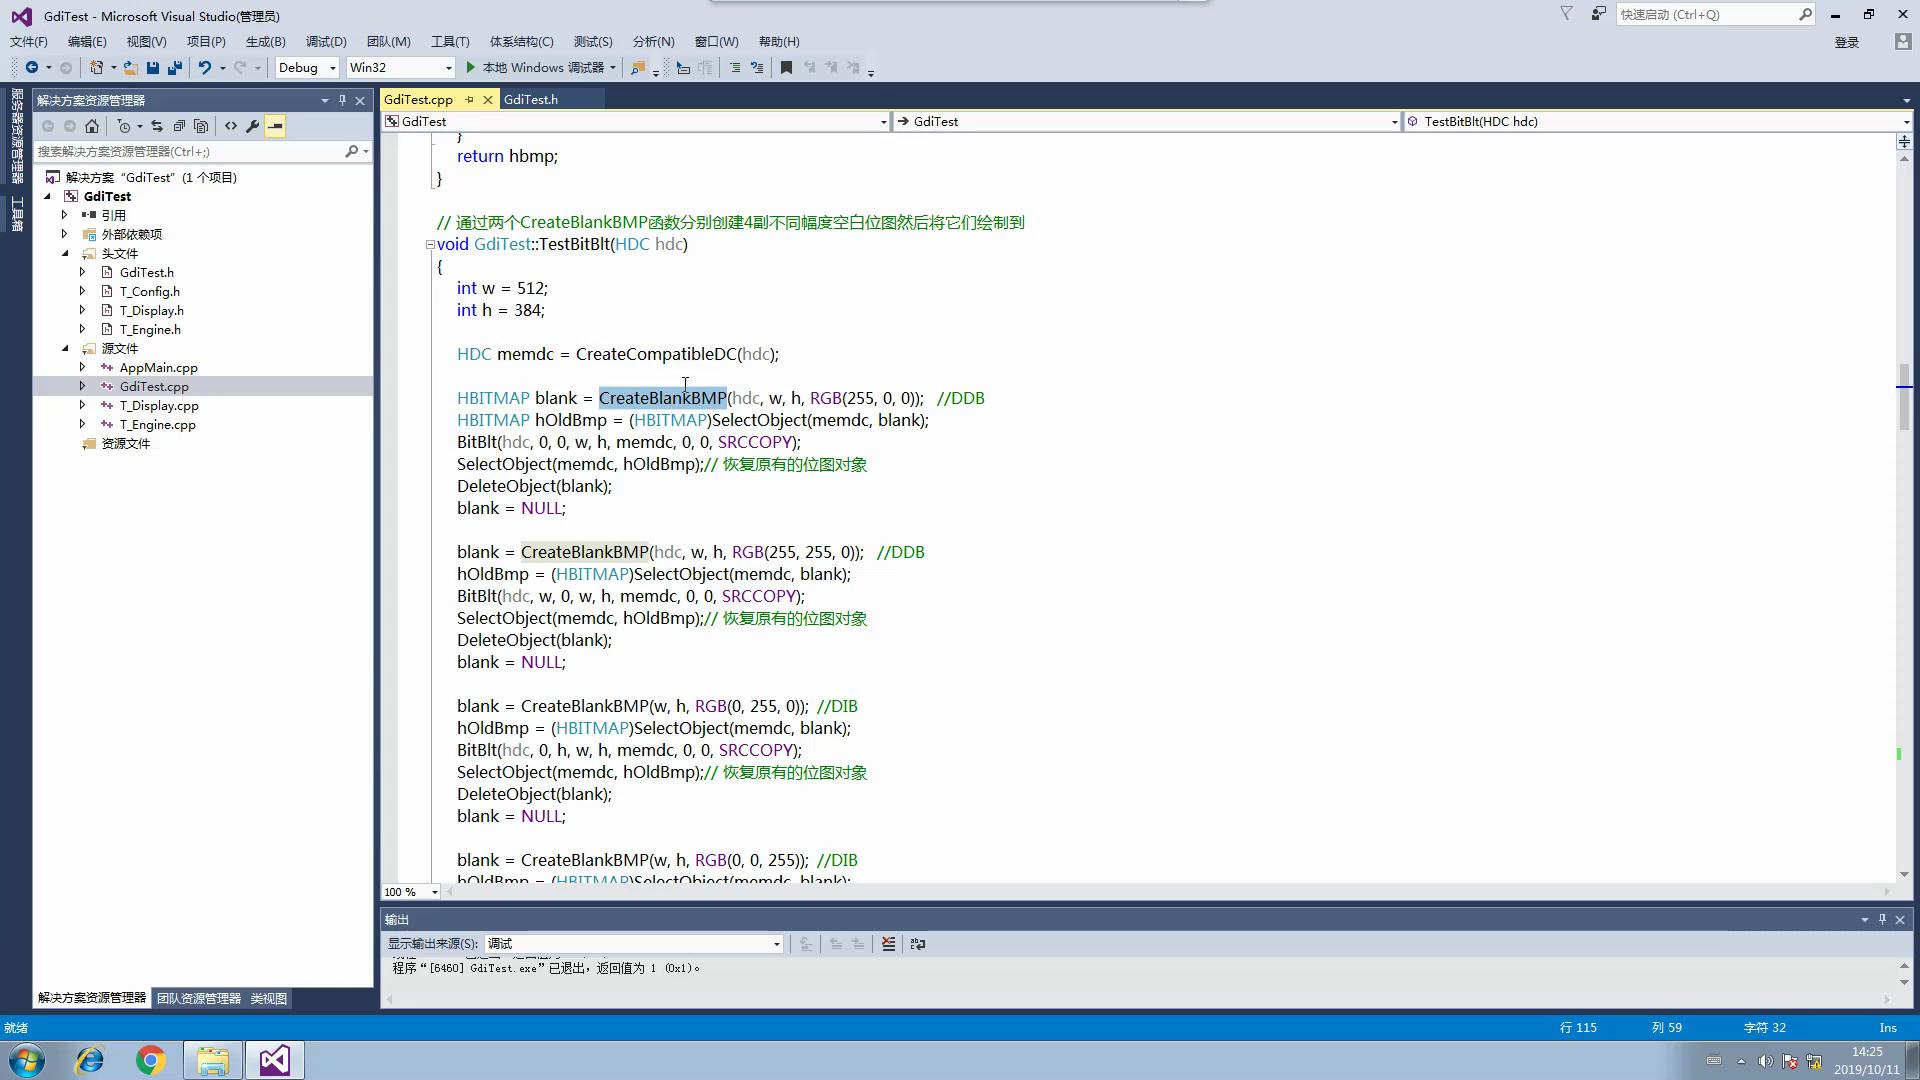 GdiTest - Microsoft Visual Studio(管理员)
快速启动 (Ctrl+Q)
文件(F) 编辑(E) 视图(V) 项目(P) 生成(B) 调试(D) 团队(M) 工具(T) 体系结构(C) 测试(S) 分析(N) 窗口(W) 帮助(H)
登录
Debug Win32 本地 Windows 调试器
服务器资源管理器
工具箱
解决方案资源管理器
搜索解决方案资源管理器(Ctrl+;)
解决方案 "GdiTest" (1 个项目)
GdiTest
引用
外部依赖项
头文件
GdiTest.h
T_Config.h
T_Display.h
T_Engine.h
源文件
AppMain.cpp
GdiTest.cpp
T_Display.cpp
T_Engine.cpp
资源文件
解决方案资源管理器 团队资源管理器 类视图
GdiTest.cpp GdiTest.h
GdiTest GdiTest TestBitBlt(HDC hdc)
}
return hbmp;
}
// 通过两个CreateBlankBMP函数分别创建4副不同幅度空白位图然后将它们绘制到
void GdiTest::TestBitBlt(HDC hdc)
{
int w = 512;
int h = 384;
HDC memdc = CreateCompatibleDC(hdc);
HBITMAP blank = CreateBlankBMP(hdc, w, h, RGB(255, 0, 0)); //DDB
HBITMAP hOldBmp = (HBITMAP)SelectObject(memdc, blank);
BitBlt(hdc, 0, 0, w, h, memdc, 0, 0, SRCCOPY);
SelectObject(memdc, hOldBmp);// 恢复原有的位图对象
DeleteObject(blank);
blank = NULL;
blank = CreateBlankBMP(hdc, w, h, RGB(255, 255, 0)); //DDB
hOldBmp = (HBITMAP)SelectObject(memdc, blank);
BitBlt(hdc, w, 0, w, h, memdc, 0, 0, SRCCOPY);
SelectObject(memdc, hOldBmp);// 恢复原有的位图对象
DeleteObject(blank);
blank = NULL;
blank = CreateBlankBMP(w, h, RGB(0, 255, 0)); //DIB
hOldBmp = (HBITMAP)SelectObject(memdc, blank);
BitBlt(hdc, 0, h, w, h, memdc, 0, 0, SRCCOPY);
SelectObject(memdc, hOldBmp);// 恢复原有的位图对象
DeleteObject(blank);
blank = NULL;
blank = CreateBlankBMP(w, h, RGB(0, 0, 255)); //DIB
hOldBmp = (HBITMAP)SelectObject(memdc, blank);
100 %
输出
显示输出来源(S): 调试
程序“[6460] GdiTest.exe”已退出，返回值为 1 (0x1)。
就绪 行 115 列 59 字符 32 Ins
14:25
2019/10/11